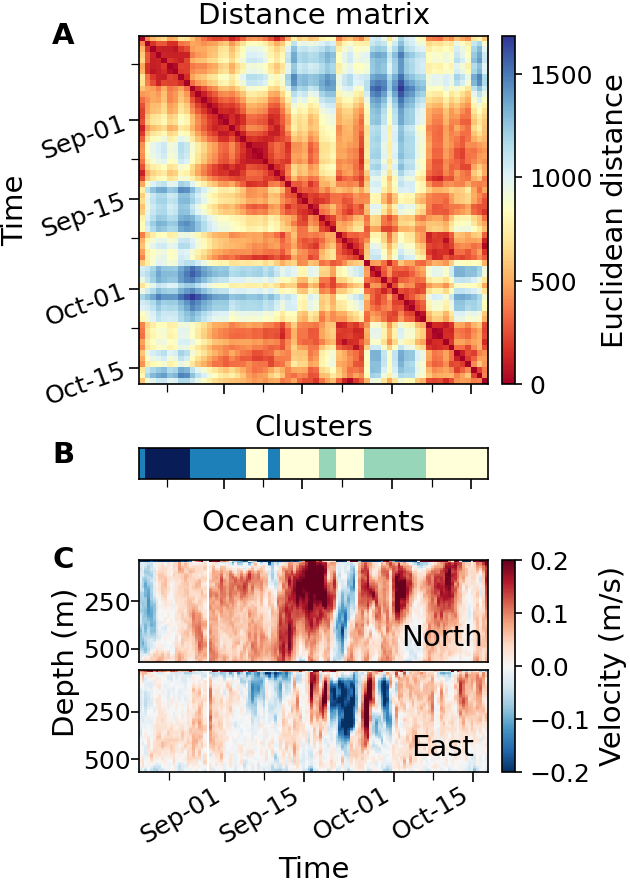 Distance matrix
A
Sep-01
Sep-15
Oct-01
Oct-15
Time
1500
1000
500
0
Euclidean distance
Clusters
B
Ocean currents
C
250
500
North
250
500
East
Depth (m)
0.2
0.1
0.0
−0.1
−0.2
Velocity (m/s)
Sep-01
Sep-15
Oct-01
Oct-15
Time